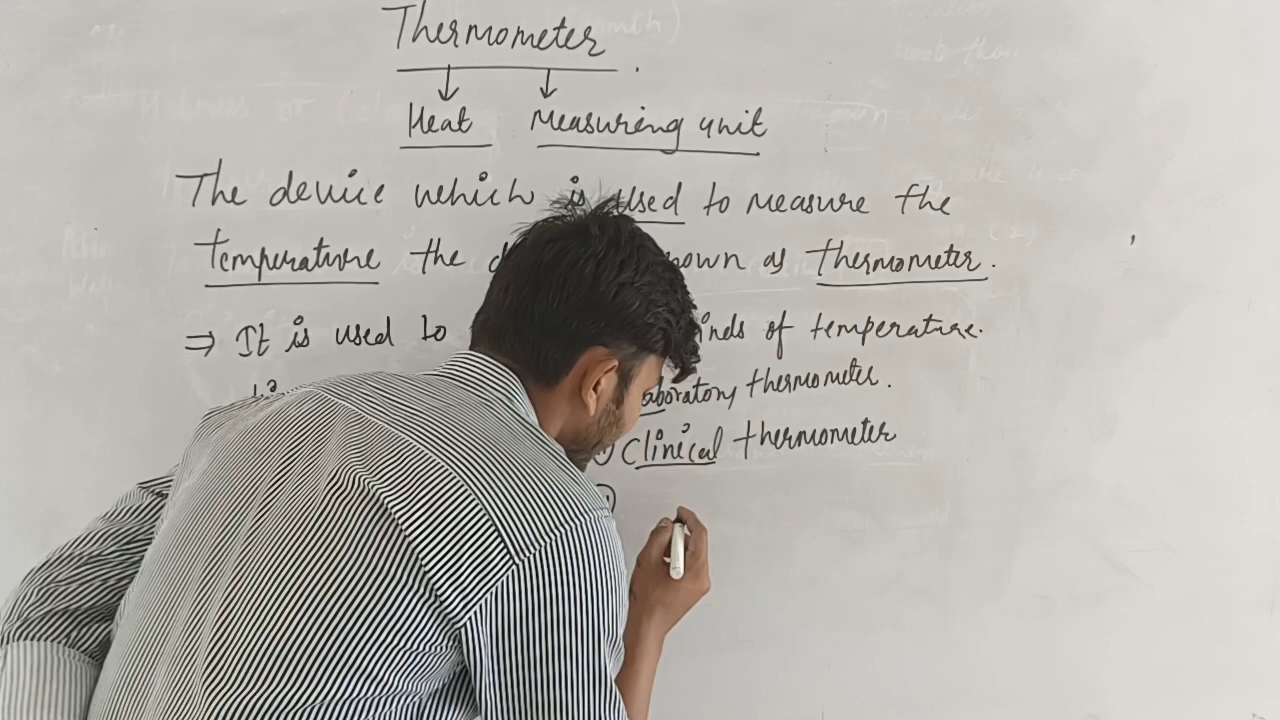 Thermometer.
Heat Measuring unit
The device which is used to measure the
temperature the known as thermometer.
⇒ It is used to kinds of temperature.
Laboratory thermometer.
Clinical thermometer